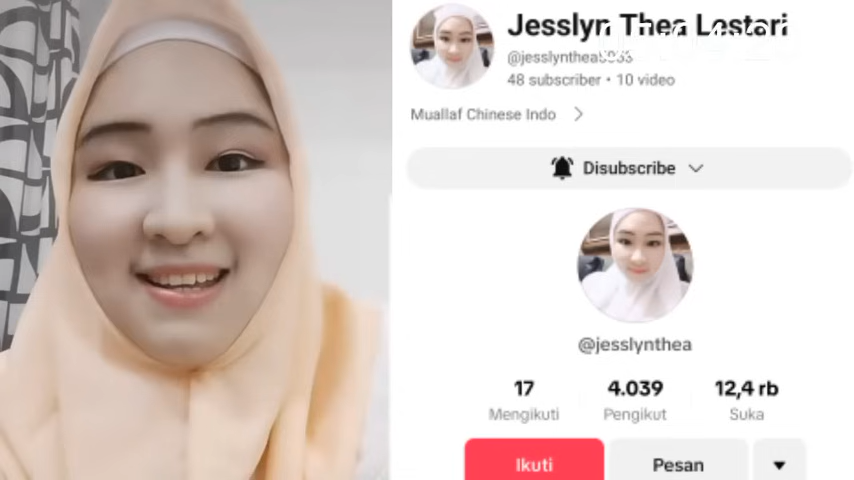 Jesslyn Thea Lestari
48 subscriber • 10 video
Muallaf Chinese Indo
Disubscribe
@jesslynthea
17
4.039
12,4 rb
Mengikuti
Pengikut
Suka
Ikuti
Pesan